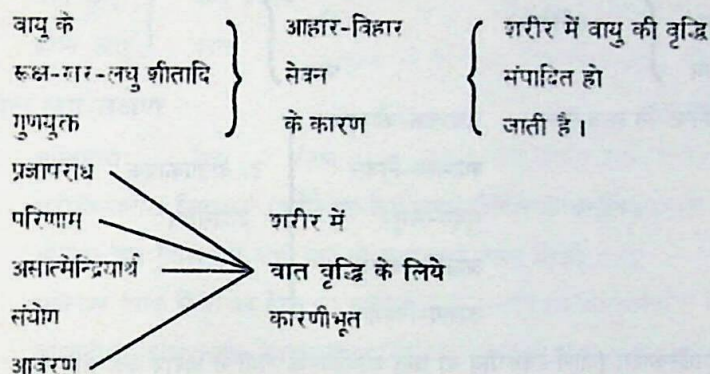 वायु के आहार-विहार शरीर में वायु की वृद्धि
रूक्ष-खर-लघु शीतादि सेवन संपादित हो
गुणयुक्त के कारण जाती है।
प्रज्ञापराध
परिणाम शरीर में
असात्मेन्द्रियार्थ वात वृद्धि के लिये
संयोग कारणीभूत
आवरण